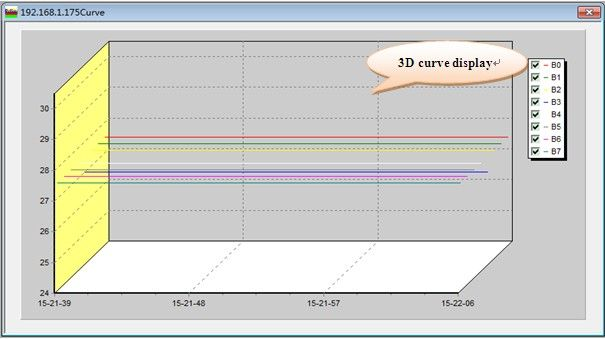 192.168.1.175Curve
3D curve display↵
B0
B1
B2
B3
B4
B5
B6
B7
30
29
28
27
26
25
24
15-21-39 15-21-48 15-21-57 15-22-06